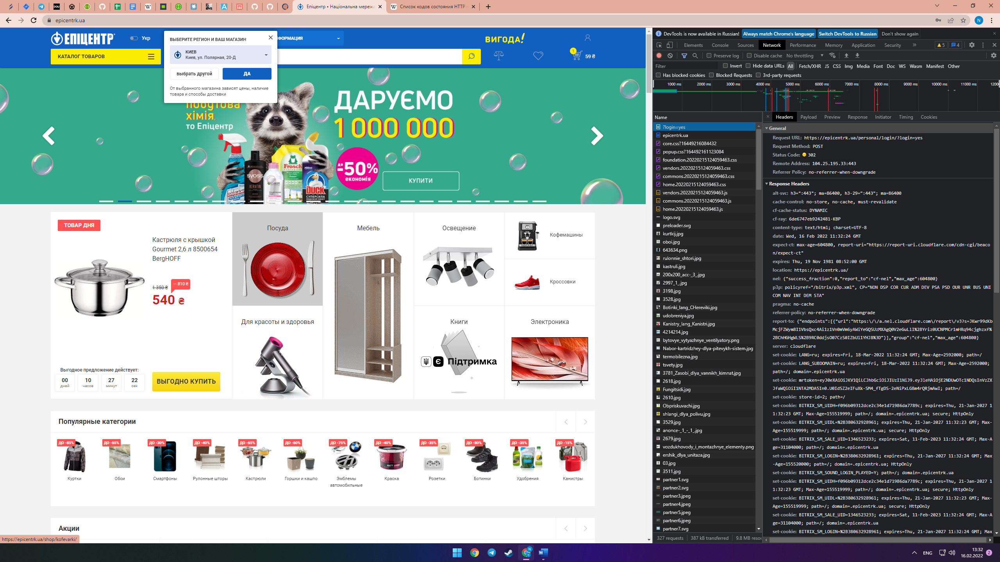 Епіцентр • Національна мережа
Список кодов состояния HTTP -
epicentrk.ua
ЕПІЦЕНТР®
Укр
ФОРМАЦИЯ
ВИГОДА!
КАТАЛОГ ТОВАРОВ
1
59 ₴
ВЫБЕРИТЕ РЕГИОН И ВАШ МАГАЗИН
КИЕВ
Киев, ул. Полярная, 20-Д
выбрать другой
ДА
От выбранного магазина зависят цены, наличие
товара и способы доставки
побутова
хімія,
то Епіцентр
ДАРУЄМО
1 000 000
до
-50%
економія
КУПИТИ
SYOSS
KERATIN
Frosch
DUCK
СУПЕРСИЛА
ORIGAMI
ТОВАР ДНЯ
Кастрюля с крышкой
Gourmet 2,6 л 8500654
BergHOFF
1 350 ₴
— 810 ₴
540 ₴
Выгодное предложение действует:
00 10 27 22
дней часов минут сек
ВЫГОДНО КУПИТЬ
Посуда
Мебель
Освещение
Кофемашины
Кроссовки
Для красоты и здоровья
Книги
Электроника
є Підтримка
Популярные категории
ДО -85% ДО -65% ДО -30% ДО -40% ДО -65% ДО -60% ДО -75% ДО -40% ДО -35% ДО -80% ДО -35% ДО -15%
Куртки Обои Смартфоны Рулонные шторы Кастрюли Горшки и кашпо Эмблемы
автомобильные Краска Розетки Ботинки Удобрения Канистры
Акции
https://epicentrk.ua/shop/kofevarki/
DevTools is now available in Russian! Always match Chrome's language Switch DevTools to Russian Don't show again
Elements Console Sources Network Performance Memory Application Security 5 4
Preserve log Disable cache No throttling
Filter Invert Hide data URLs All Fetch/XHR JS CSS Img Media Font Doc WS Wasm Manifest Other
Has blocked cookies Blocked Requests 3rd-party requests
1000 ms 2000 ms 3000 ms 4000 ms 5000 ms 6000 ms 7000 ms 8000 ms 9000 ms 10000 ms 11000 ms 12000
Name
?login=yes
epicentrk.ua
core.css?16449216084432
popup.css?164492161123084
foundation.20220215124059463.css
vendors.20220215124059463.css
commons.20220215124059463.css
home.20220215124059463.css
vendors.20220215124059463.js
commons.20220215124059463.js
home.20220215124059463.js
logo.svg
preloader.svg
kurtkij.jpg
oboi.jpg
643634.png
rulonnie_shtori.jpg
kastruli.jpg
200x200_acc-_3_.jpg
2997_1_.jpg
3198.jpg
3528.jpg
Botinki_lang_CHereviki.jpg
udobreniya.jpg
Kanistry_lang_Kanistri.jpg
4214214.jpg
bytovye_vytyazhnye_ventilyatory.png
Nabor-kartridzhey-dlya-pitevykh-sistem.jpg
termobilezna.jpg
tsvety.jpg
3781_Zasobi_dlya_vannikh_kimnat.jpg
2618.jpg
Fungitsidi.jpg
2610.jpg
Obpriskuvachi.jpg
shlangi_dlya_polivu.jpg
3529.jpg
anonce-_1_-_1_.jpg
2679.jpg
vozdukhovody_i_montazhnye_elementy.png
ershik_dlya_unitaza.jpg
03.jpg
3511.jpg
partner1.svg
partner2.svg
partner3.jpeg
partner4.jpeg
partner5.jpeg
partner6.jpeg
partner7.svg
327 requests 387 kB transferred 9.8 MB resou
Headers Payload Preview Response Initiator Timing Cookies
General
Request URL: https://epicentrk.ua/personal/login/?login=yes
Request Method: POST
Status Code: 302
Remote Address: 104.25.195.33:443
Referrer Policy: no-referrer-when-downgrade
Response Headers
alt-svc: h3=":443"; ma=86400, h3-29=":443"; ma=86400
cache-control: no-store, no-cache, must-revalidate
cf-cache-status: DYNAMIC
cf-ray: 6de6747eb9242481-KBP
content-type: text/html; charset=UTF-8
date: Wed, 16 Feb 2022 11:32:24 GMT
expect-ct: max-age=604800, report-uri="https://report-uri.cloudflare.com/cdn-cgi/beaco
n/expect-ct"
expires: Thu, 19 Nov 1981 08:52:00 GMT
location: https://epicentrk.ua/
nel: {"success_fraction":0,"report_to":"cf-nel","max_age":604800}
p3p: policyref="/bitrix/p3p.xml", CP="NON DSP COR CUR ADM DEV PSA PSD OUR UNR BUS UNI
COM NAV INT DEM STA"
pragma: no-cache
referrer-policy: no-referrer-when-downgrade
report-to: {"endpoints":[{"url":"https:\/\/a.nel.cloudflare.com\/report\/v3?s=JKwr99dKb
McjFZWym8I1VbsQxc4Ai1z1Vn0mVm6yAWiYeGQSUzMXAgQ0V2eGuL1I%2BYriz0UCNPMCr1mHRq94cjghzxf%
2BChHGHgWLS%2B9RC0ddjsO07CzS0IZbUl1YHJ8%3D"}],"group":"cf-nel","max_age":604800}
server: cloudflare
set-cookie: LANG=ru; expires=Fri, 18-Mar-2022 11:32:24 GMT; Max-Age=2592000; path=/
set-cookie: LANG_SUBDOMAIN=ru; expires=Fri, 18-Mar-2022 11:32:24 GMT; Max-Age=2592000;
path=/; domain=.epicentrk.ua
set-cookie: mrtoken=eyJ0eXAiOiJKV1QiLCJhbGciOiJIUzI1NiJ9.eyJleHAiOjE2NDUwOTc1NDQsInVzZX
JfaWQiOiI1NTA2MDA5In0.U0IdSZ2eIFuXk-SM4_fTgDS-2eNiPxLG8m4rQRjmAwI; path=/
set-cookie: store-id=2; path=/
set-cookie: BITRIX_SM_UIDH=f096b09312dce2c34e1d71986da7789c; expires=Thu, 21-Jan-2027 1
1:32:23 GMT; Max-Age=155519999; path=/; domain=.epicentrk.ua; secure; HttpOnly
set-cookie: BITRIX_SM_UIDL=%2B380632928961; expires=Thu, 21-Jan-2027 11:32:23 GMT; Max-
Age=155519999; path=/; domain=.epicentrk.ua; secure; HttpOnly
set-cookie: BITRIX_SM_SALE_UID=1346523233; expires=Sat, 11-Feb-2023 11:32:24 GMT; Max-A
ge=31104000; path=/; domain=.epicentrk.ua
set-cookie: BITRIX_SM_LOGIN=%2B380632928961; expires=Thu, 21-Jan-2027 11:32:24 GMT; Max
-Age=155520000; path=/; domain=.epicentrk.ua; HttpOnly
set-cookie: BITRIX_SM_SOUND_LOGIN_PLAYED=Y; path=/; domain=.epicentrk.ua
set-cookie: BITRIX_SM_UIDH=f096b09312dce2c34e1d71986da7789c; expires=Thu, 21-Jan-2027 1
1:32:23 GMT; Max-Age=155519999; path=/; domain=.epicentrk.ua; secure; HttpOnly
set-cookie: BITRIX_SM_UIDL=%2B380632928961; expires=Thu, 21-Jan-2027 11:32:23 GMT; Max-
Age=155519999; path=/; domain=.epicentrk.ua; secure; HttpOnly
set-cookie: BITRIX_SM_SALE_UID=1346523233; expires=Sat, 11-Feb-2023 11:32:24 GMT; Max-A
ge=31104000; path=/; domain=.epicentrk.ua
set-cookie: BITRIX_SM_LOGIN=%2B380632928961; expires=Thu, 21-Jan-2027 11:32:24 GMT; Max
ENG
13:32
16.02.2022
2